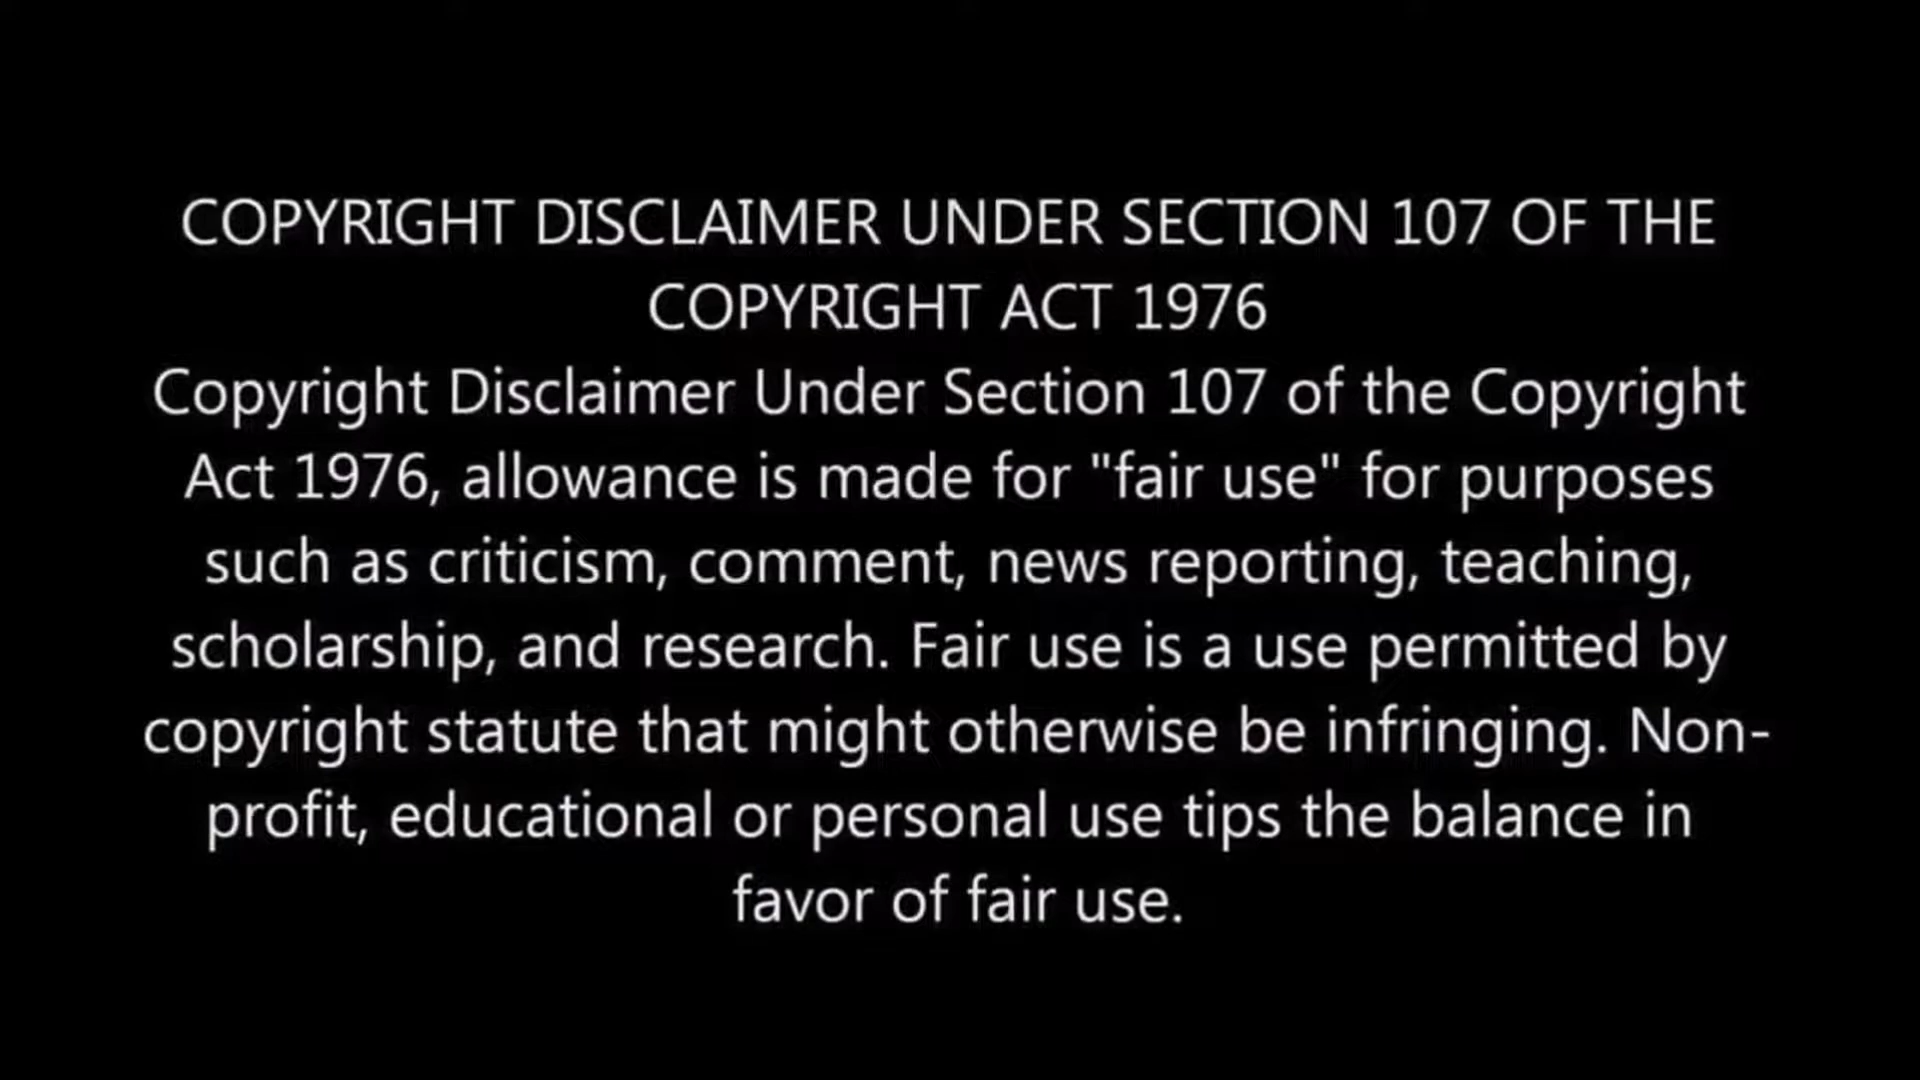 COPYRIGHT DISCLAIMER UNDER SECTION 107 OF THE
COPYRIGHT ACT 1976
Copyright Disclaimer Under Section 107 of the Copyright
Act 1976, allowance is made for "fair use" for purposes
such as criticism, comment, news reporting, teaching,
scholarship, and research. Fair use is a use permitted by
copyright statute that might otherwise be infringing. Non-
profit, educational or personal use tips the balance in
favor of fair use.